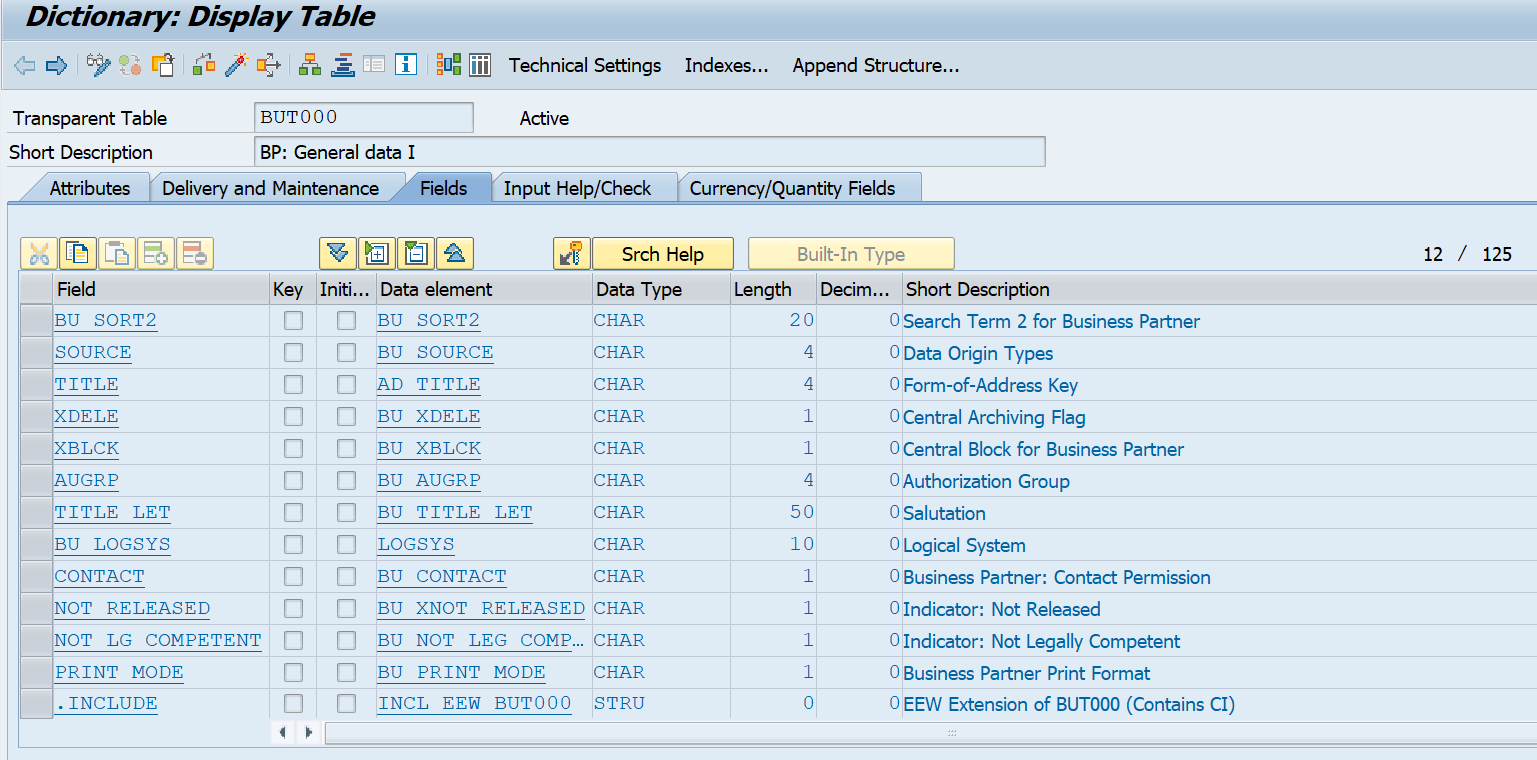 Dictionary: Display Table
Technical Settings Indexes... Append Structure...
Transparent Table BUT000 Active
Short Description BP: General data I
Attributes Delivery and Maintenance Fields Input Help/Check Currency/Quantity Fields
Srch Help Built-In Type 12 / 125
Field Key Initi... Data element Data Type Length Decim... Short Description
BU_SORT2 BU_SORT2 CHAR 20 0 Search Term 2 for Business Partner
SOURCE BU_SOURCE CHAR 4 0 Data Origin Types
TITLE AD_TITLE CHAR 4 0 Form-of-Address Key
XDELE BU_XDELE CHAR 1 0 Central Archiving Flag
XBLCK BU_XBLCK CHAR 1 0 Central Block for Business Partner
AUGRP BU_AUGRP CHAR 4 0 Authorization Group
TITLE_LET BU_TITLE_LET CHAR 50 0 Salutation
BU_LOGSYS LOGSYS CHAR 10 0 Logical System
CONTACT BU_CONTACT CHAR 1 0 Business Partner: Contact Permission
NOT_RELEASED BU_XNOT_RELEASED CHAR 1 0 Indicator: Not Released
NOT_LG_COMPETENT BU_NOT_LEG_COMP... CHAR 1 0 Indicator: Not Legally Competent
PRINT_MODE BU_PRINT_MODE CHAR 1 0 Business Partner Print Format
.INCLUDE INCL_EEW_BUT000 STRU 0 0 EEW Extension of BUT000 (Contains CI)